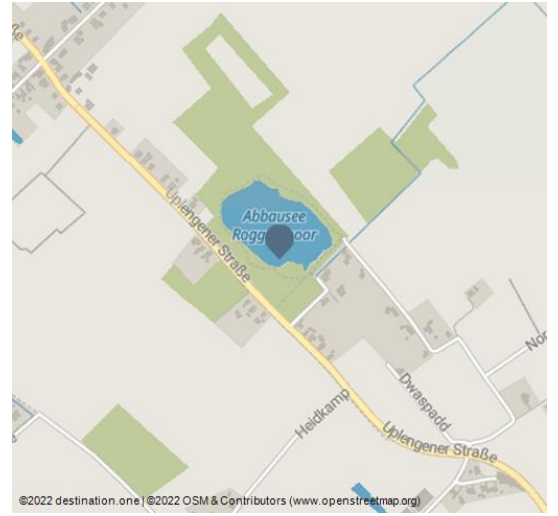 Uplengener Straße
Abbausee
Heidkamp
Dwaspadd
Uplengener Straße
©2022 destination.one | ©2022 OSM & Contributors (www.openstreetmap.org)